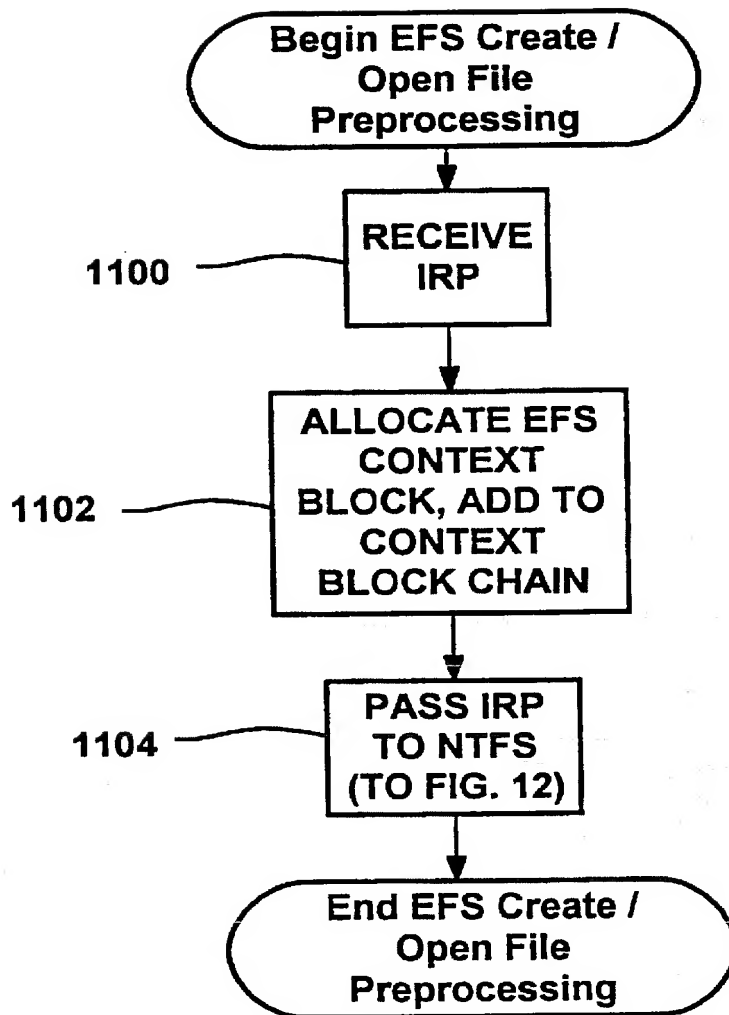 Begin EFS Create /
Open File
Preprocessing
1100
RECEIVE
IRP
1102
ALLOCATE EFS
CONTEXT
BLOCK, ADD TO
CONTEXT
BLOCK CHAIN
1104
PASS IRP
TO NTFS
(TO FIG. 12)
End EFS Create /
Open File
Preprocessing